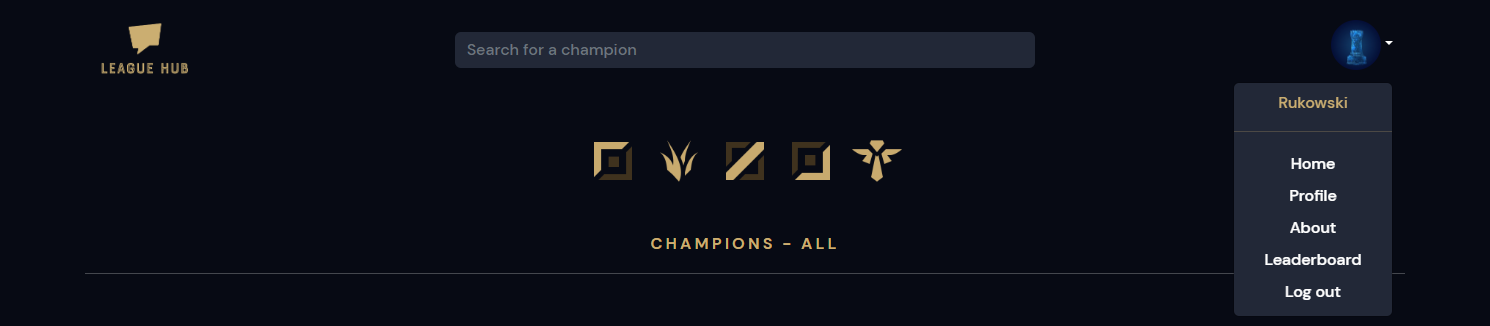 LEAGUE HUB
Search for a champion
Rukowski
Home
Profile
About
Leaderboard
Log out
CHAMPIONS - ALL